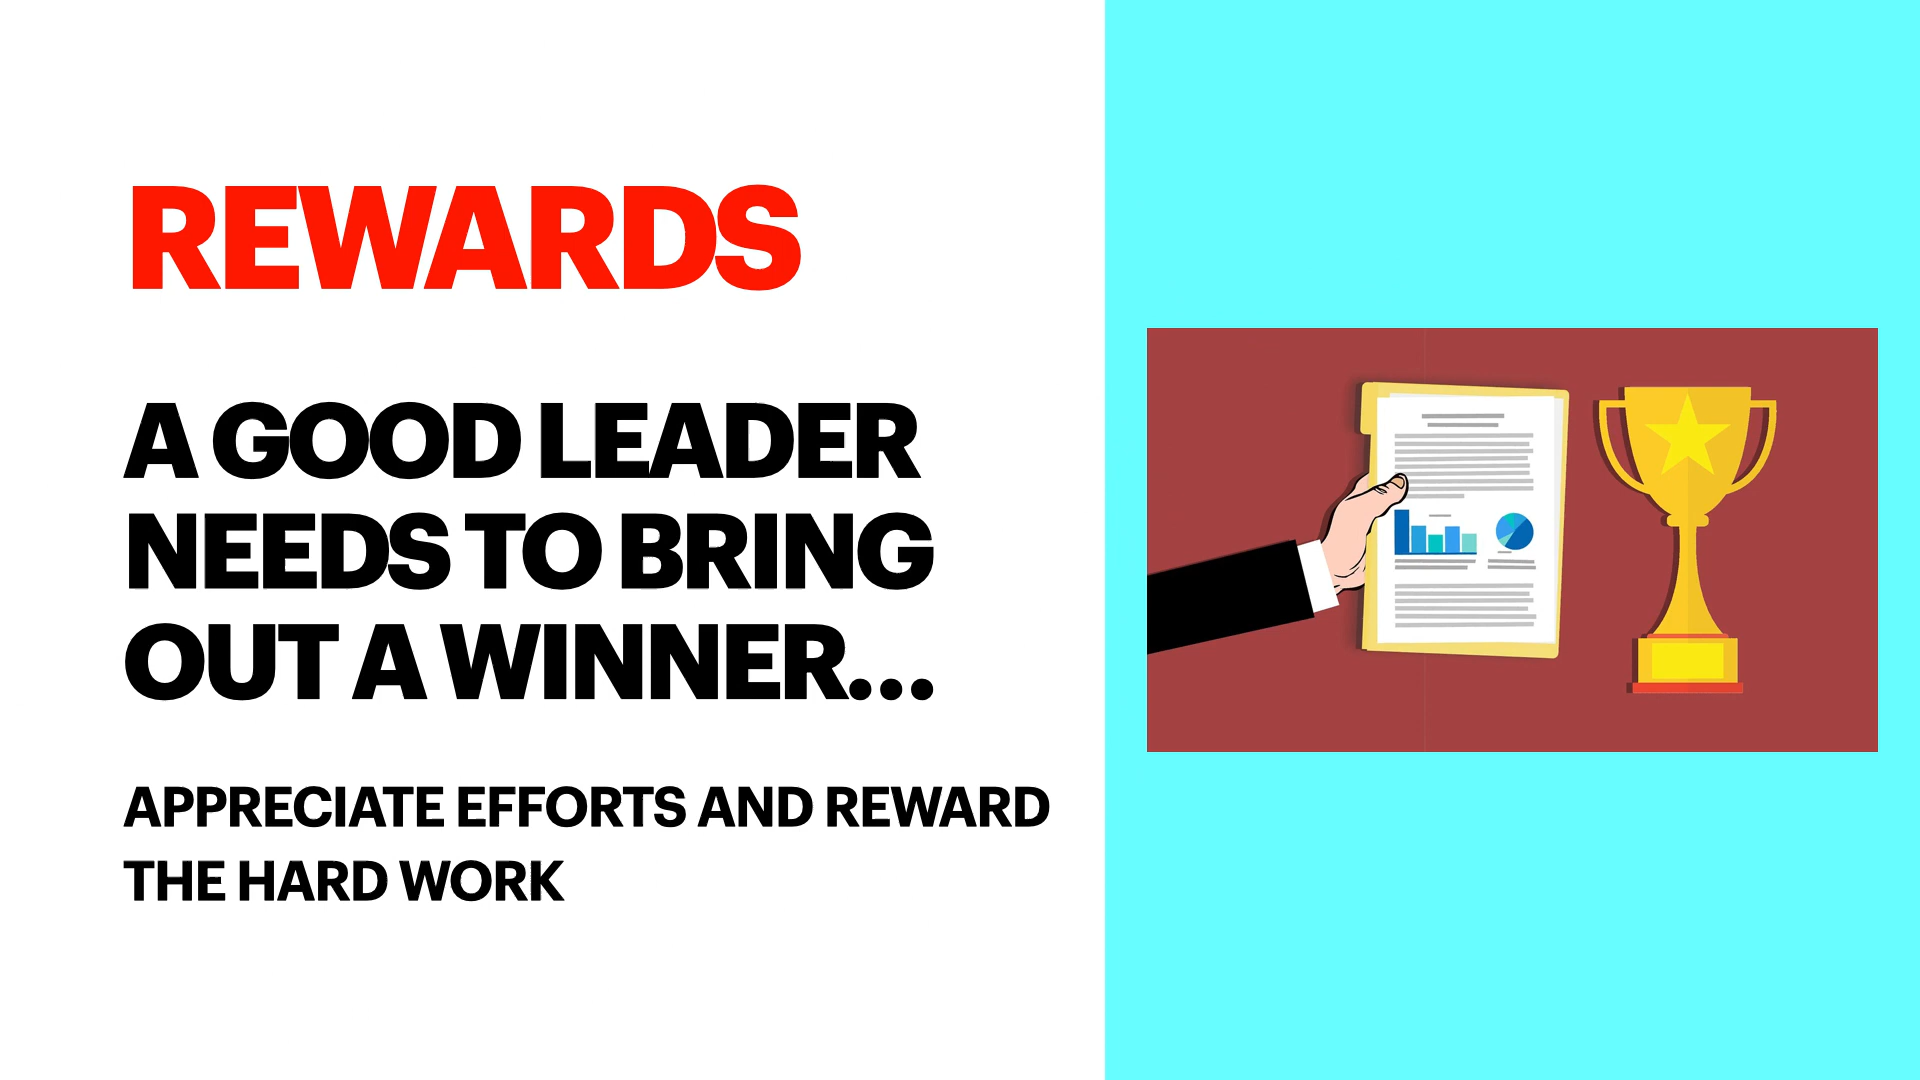 REWARDS
A GOOD LEADER
NEEDS TO BRING
OUT A WINNER...
APPRECIATE EFFORTS AND REWARD
THE HARD WORK